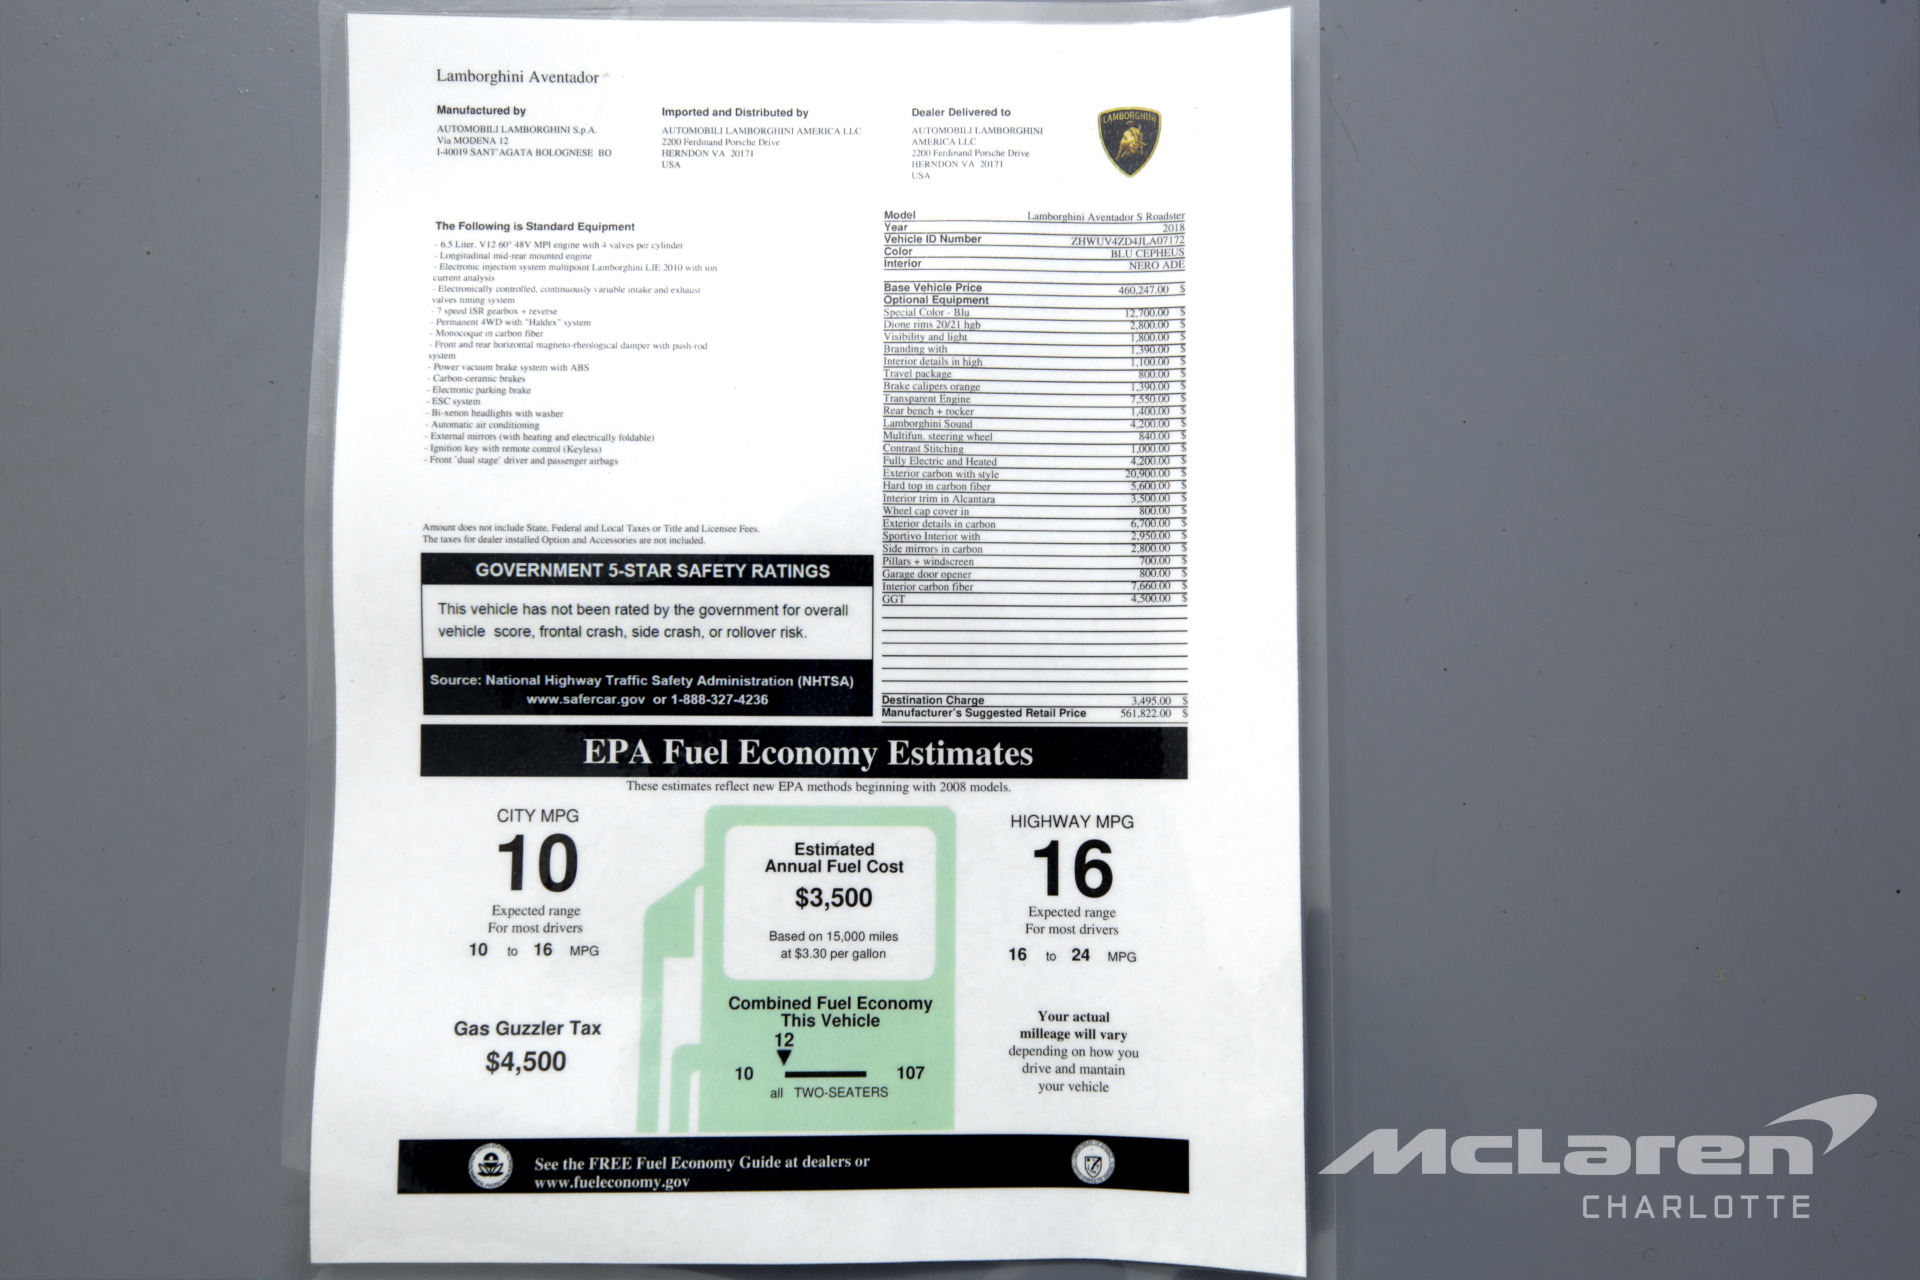 Lamborghini Aventador
Manufactured by
AUTOMOBILI LAMBORGHINI S.p.A.
Via MODENA 12
I-40019 SANT'AGATA BOLOGNESE BO
Imported and Distributed by
AUTOMOBILI LAMBORGHINI AMERICA LLC
2200 Ferdinand Porsche Drive
HERNDON VA 20171
USA
Dealer Delivered to
AUTOMOBILI LAMBORGHINI
AMERICA LLC
2200 Ferdinand Porsche Drive
HERNDON VA 20171
USA
LAMBORGHINI
The Following is Standard Equipment
- 6.5 Liter, V12 60° 48V MPI engine with 4 valves per cylinder
- Longitudinal mid-rear mounted engine
- Electronic injection system multipoint Lamborghini LIE 2010 with ion
current analysis
- Electronically controlled, continuously variable intake and exhaust
valves timing system
- 7 speed ISR gearbox + reverse
- Permanent 4WD with "Haldex" system
- Monocoque in carbon fiber
- Front and rear horizontal magneto-rheological damper with push-rod
system
- Power vacuum brake system with ABS
- Carbon-ceramic brakes
- Electronic parking brake
- ESC system
- Bi-xenon headlights with washer
- Automatic air conditioning
- External mirrors (with heating and electrically foldable)
- Ignition key with remote control (Keyless)
- Front 'dual stage' driver and passenger airbags
Amount does not include State, Federal and Local Taxes or Title and Licensee Fees.
The taxes for dealer installed Option and Accessories are not included.
Model Lamborghini Aventador S Roadster
Year 2018
Vehicle ID Number ZHWUV4ZD4JLA07172
Color BLU CEPHEUS
Interior NERO ADE
Base Vehicle Price 460,247.00 $
Optional Equipment
Special Color - Blu 12,700.00 $
Dione rims 20/21 hgb 2,800.00 $
Visibility and light 1,800.00 $
Branding with 1,390.00 $
Interior details in high 1,100.00 $
Travel package 800.00 $
Brake calipers orange 1,390.00 $
Transparent Engine 7,550.00 $
Rear bench + rocker 1,400.00 $
Lamborghini Sound 4,200.00 $
Multifun. steering wheel 840.00 $
Contrast Stitching 1,000.00 $
Fully Electric and Heated 4,200.00 $
Exterior carbon with style 20,900.00 $
Hard top in carbon fiber 5,600.00 $
Interior trim in Alcantara 3,500.00 $
Wheel cap cover in 800.00 $
Exterior details in carbon 6,700.00 $
Sportivo Interior with 2,950.00 $
Side mirrors in carbon 2,800.00 $
Pillars + windscreen 700.00 $
Garage door opener 800.00 $
Interior carbon fiber 7,660.00 $
GGT 4,500.00 $
Destination Charge 3,495.00 $
Manufacturer's Suggested Retail Price 561,822.00 $
GOVERNMENT 5-STAR SAFETY RATINGS
This vehicle has not been rated by the government for overall
vehicle score, frontal crash, side crash, or rollover risk.
Source: National Highway Traffic Safety Administration (NHTSA)
www.safercar.gov or 1-888-327-4236
EPA Fuel Economy Estimates
These estimates reflect new EPA methods beginning with 2008 models.
CITY MPG
10
Expected range
For most drivers
10 to 16 MPG
Gas Guzzler Tax
$4,500
Estimated
Annual Fuel Cost
$3,500
Based on 15,000 miles
at $3.30 per gallon
Combined Fuel Economy
This Vehicle
12
10 107
all TWO-SEATERS
HIGHWAY MPG
16
Expected range
For most drivers
16 to 24 MPG
Your actual
mileage will vary
depending on how you
drive and mantain
your vehicle
See the FREE Fuel Economy Guide at dealers or
www.fueleconomy.gov
McLaren
CHARLOTTE